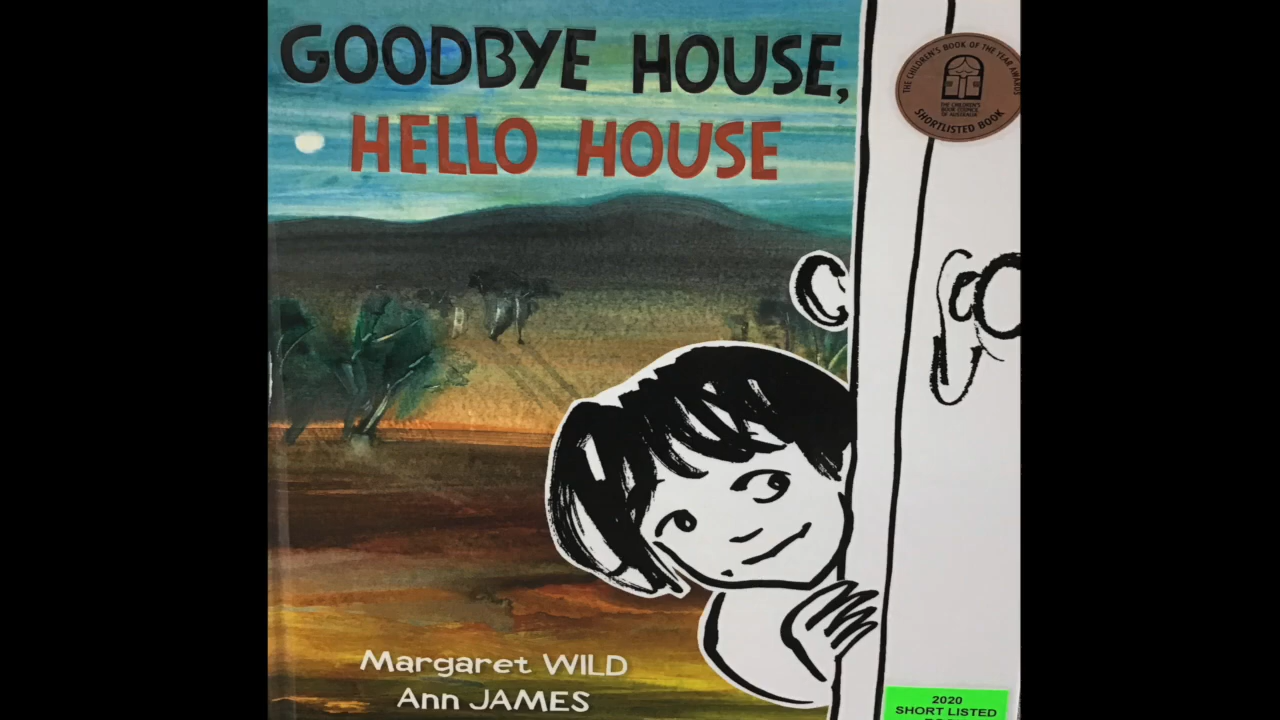 GOODBYE HOUSE,
HELLO HOUSE
THE CHILDREN'S BOOK OF THE YEAR AWARDS
THE CHILDREN'S
BOOK COUNCIL
OF AUSTRALIA
SHORTLISTED BOOK
Margaret WILD
Ann JAMES
2020
SHORT LISTED